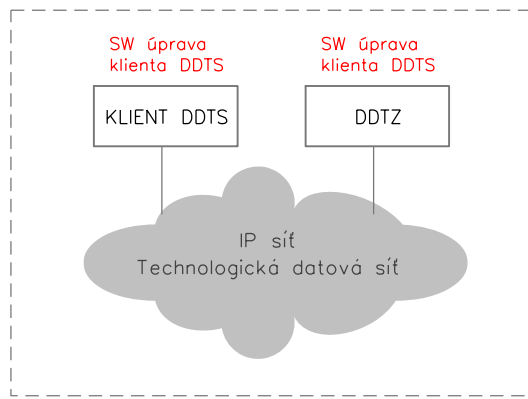 SW úprava
klienta DDTS
SW úprava
klienta DDTS
KLIENT DDTS
DDTZ
IP síť
Technologická datová síť